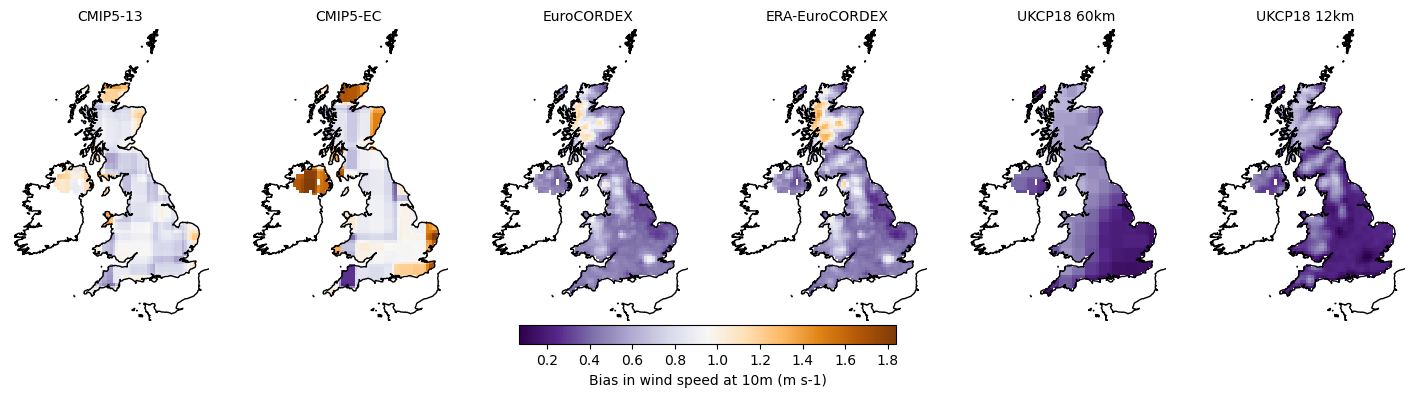 CMIP5-13 CMIP5-EC EuroCORDEX ERA-EuroCORDEX UKCP18 60km UKCP18 12km
0.2 0.4 0.6 0.8 1.0 1.2 1.4 1.6 1.8
Bias in wind speed at 10m (m s-1)